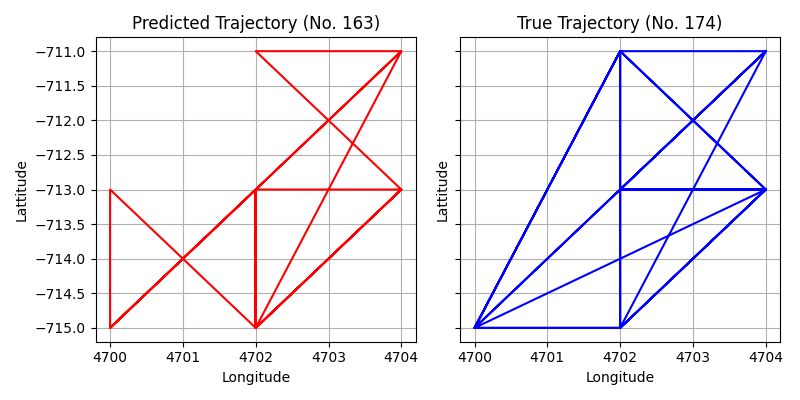 Predicted Trajectory (No. 163)
True Trajectory (No. 174)
−711.0
−711.5
−712.0
−712.5
−713.0
−713.5
−714.0
−714.5
−715.0
Lattitude
Lattitude
4700 4701 4702 4703 4704
4700 4701 4702 4703 4704
Longitude
Longitude